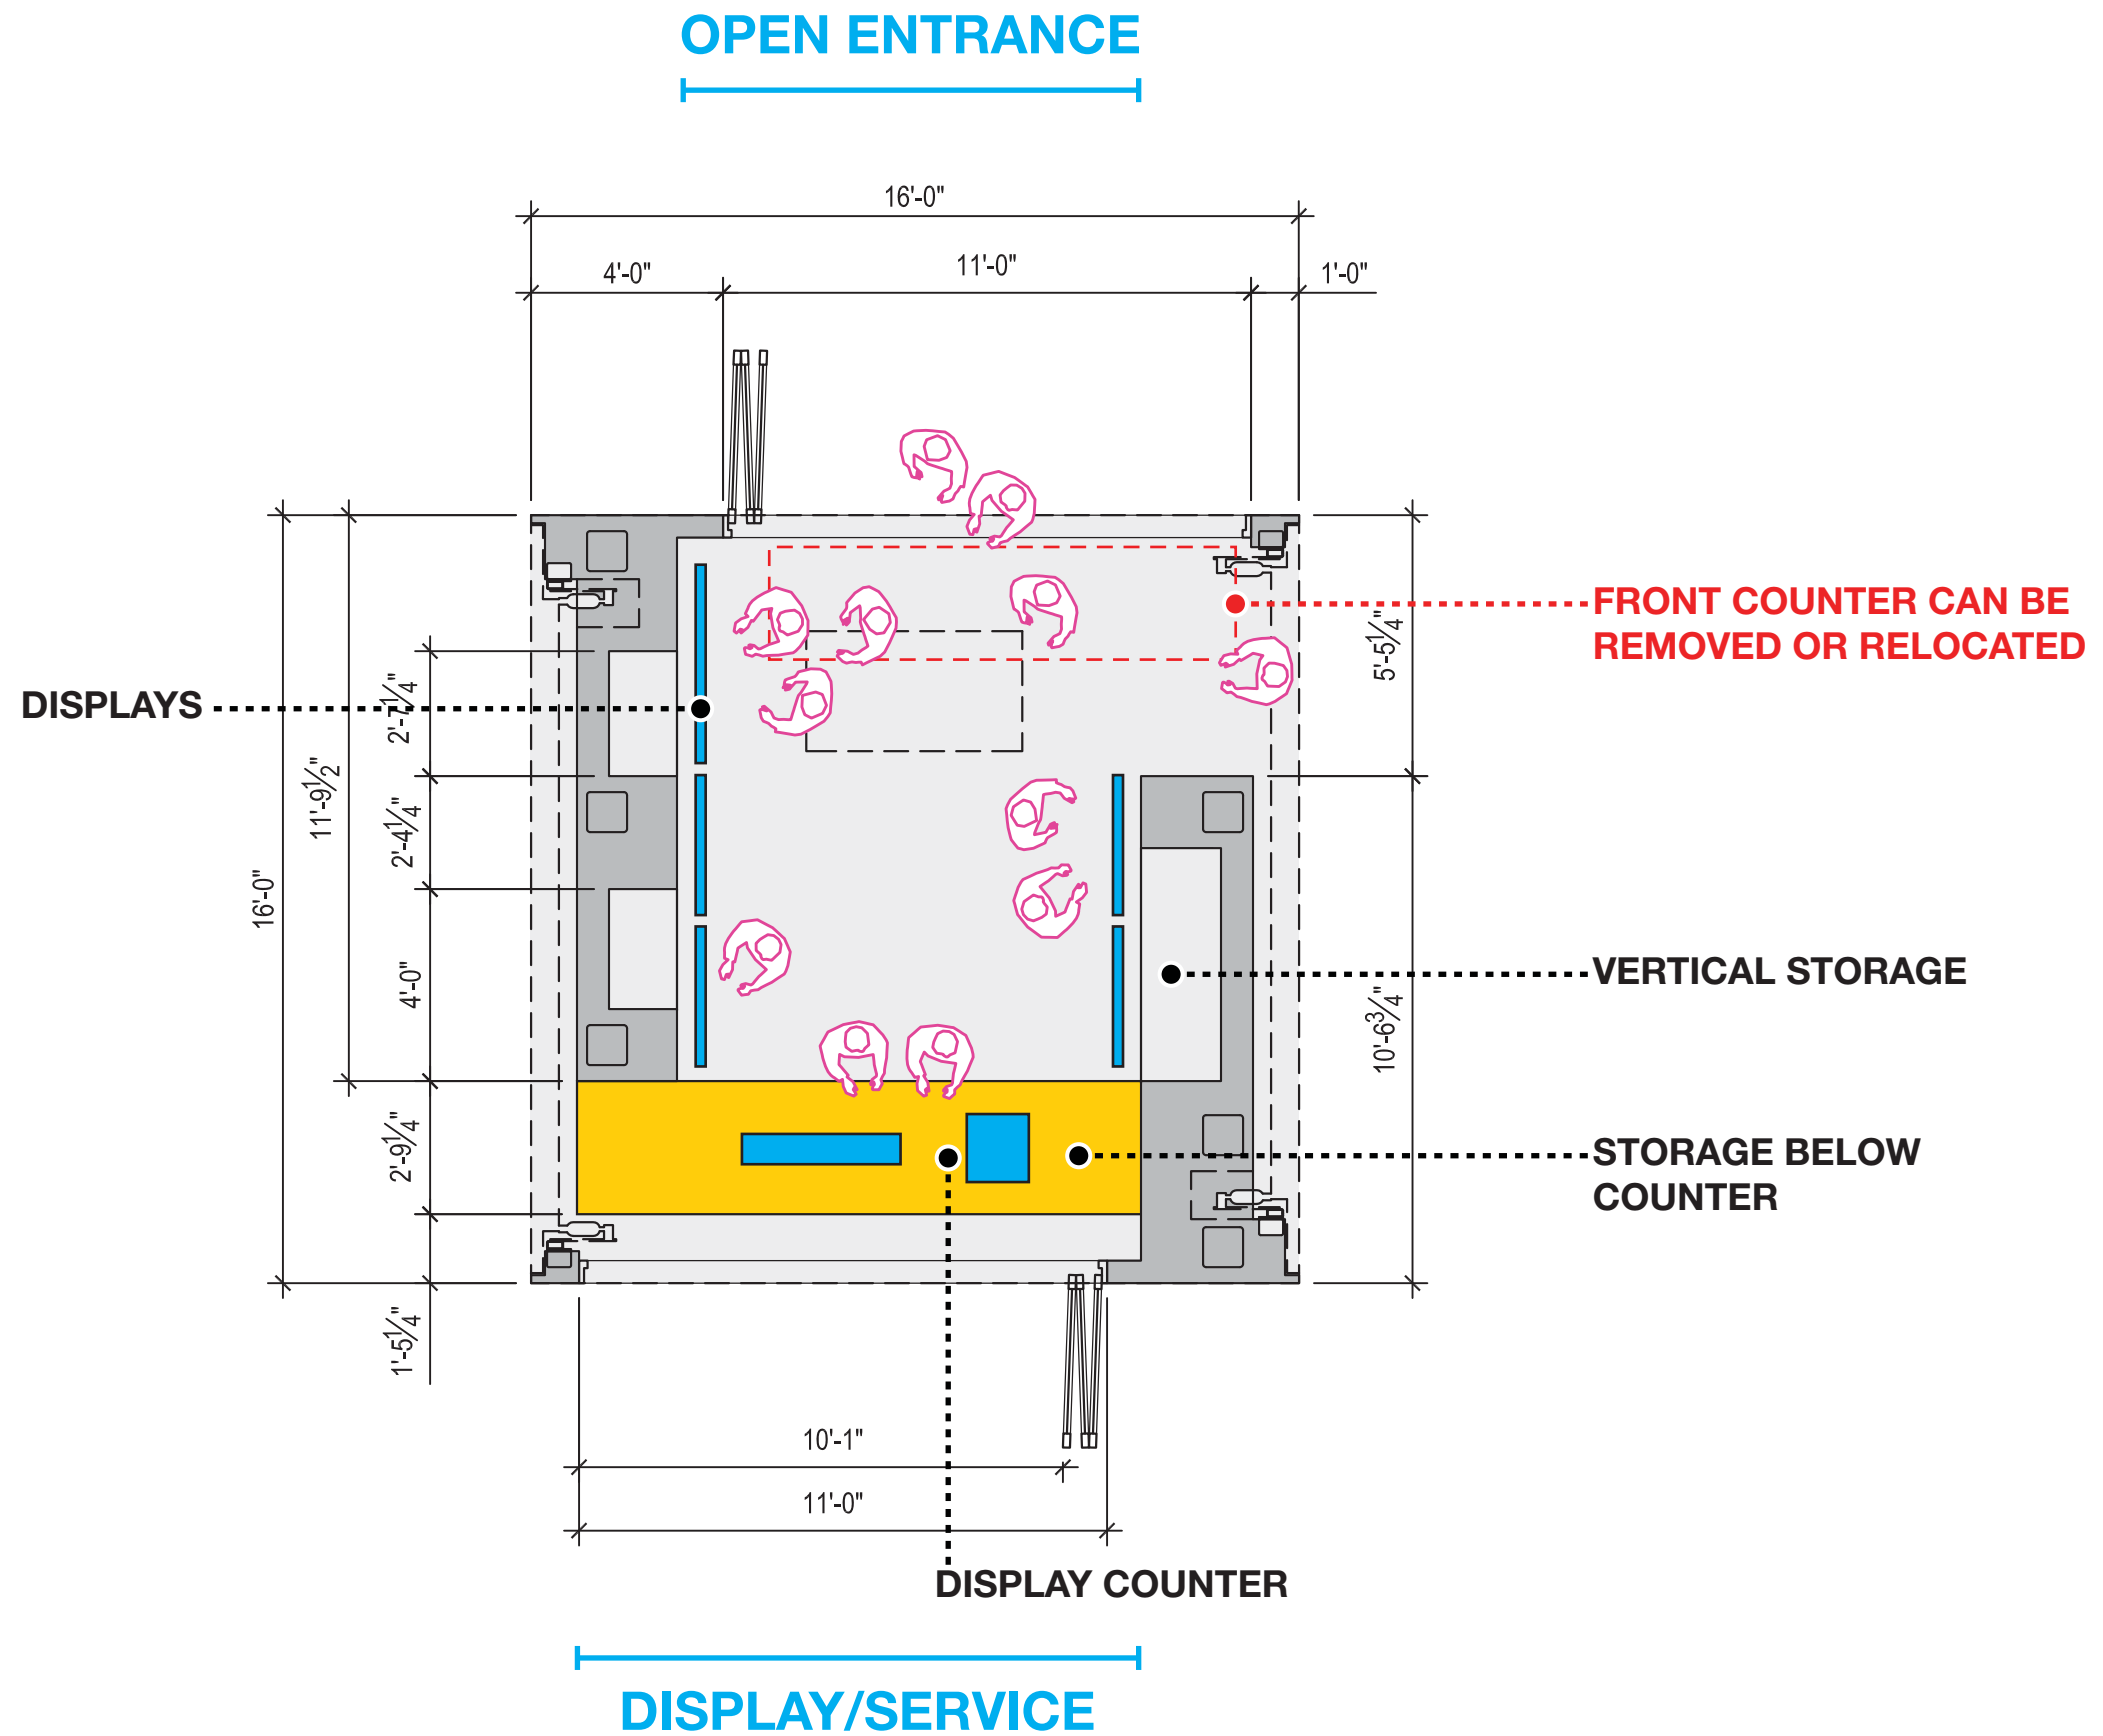 OPEN ENTRANCE
16'-0"
4'-0"
11'-0"
1'-0"
FRONT COUNTER CAN BE
REMOVED OR RELOCATED
5'-5¼"
DISPLAYS
2'-7¼"
11'-9½"
2'-4¼"
16'-0"
4'-0"
VERTICAL STORAGE
10'-6¾"
2'-9¼"
STORAGE BELOW
COUNTER
1'-5¼"
10'-1"
11'-0"
DISPLAY COUNTER
DISPLAY/SERVICE